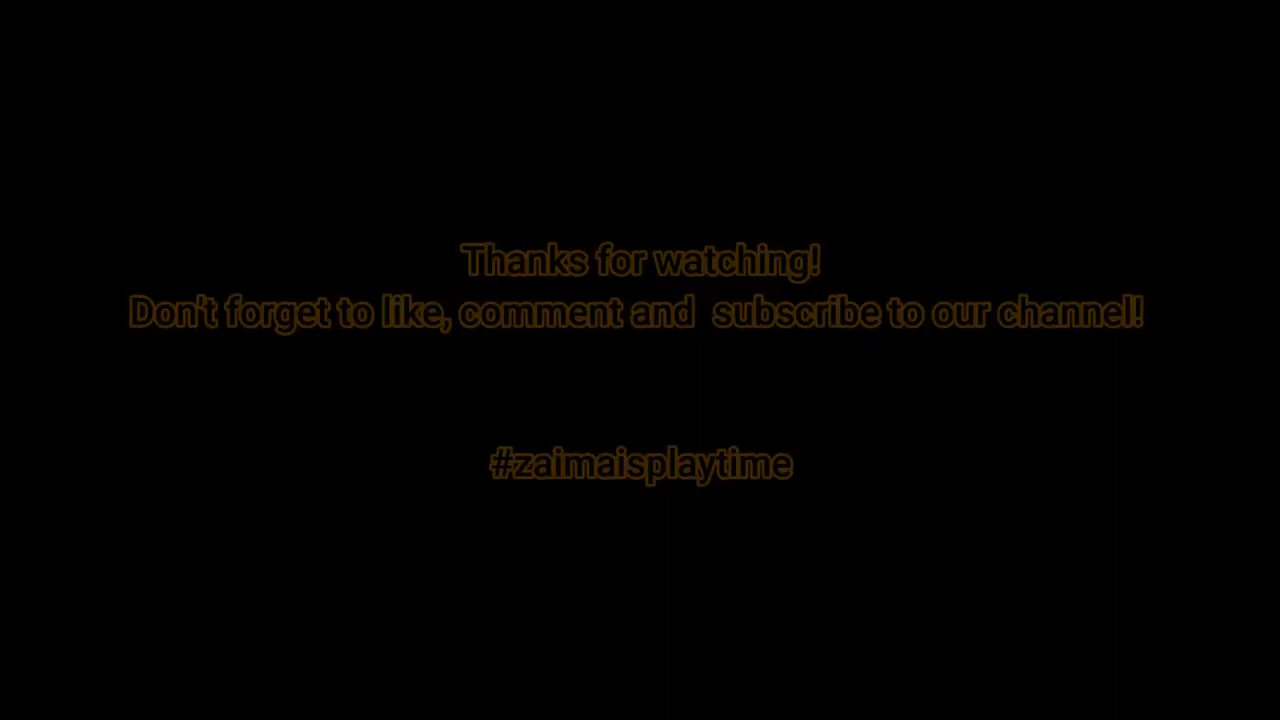 Thanks for watching!
Don't forget to like, comment and  subscribe to our channel!
#zaimaisplaytime